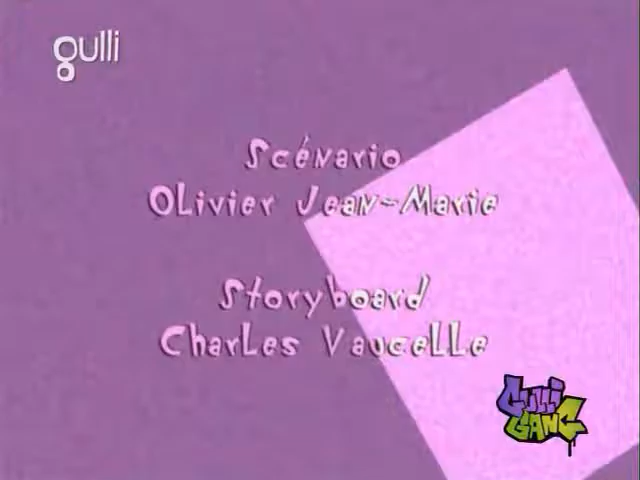 gulli
Scénario
Olivier Jean-Marie
Storyboard
Charles Vaucelle
GULLI
GANG